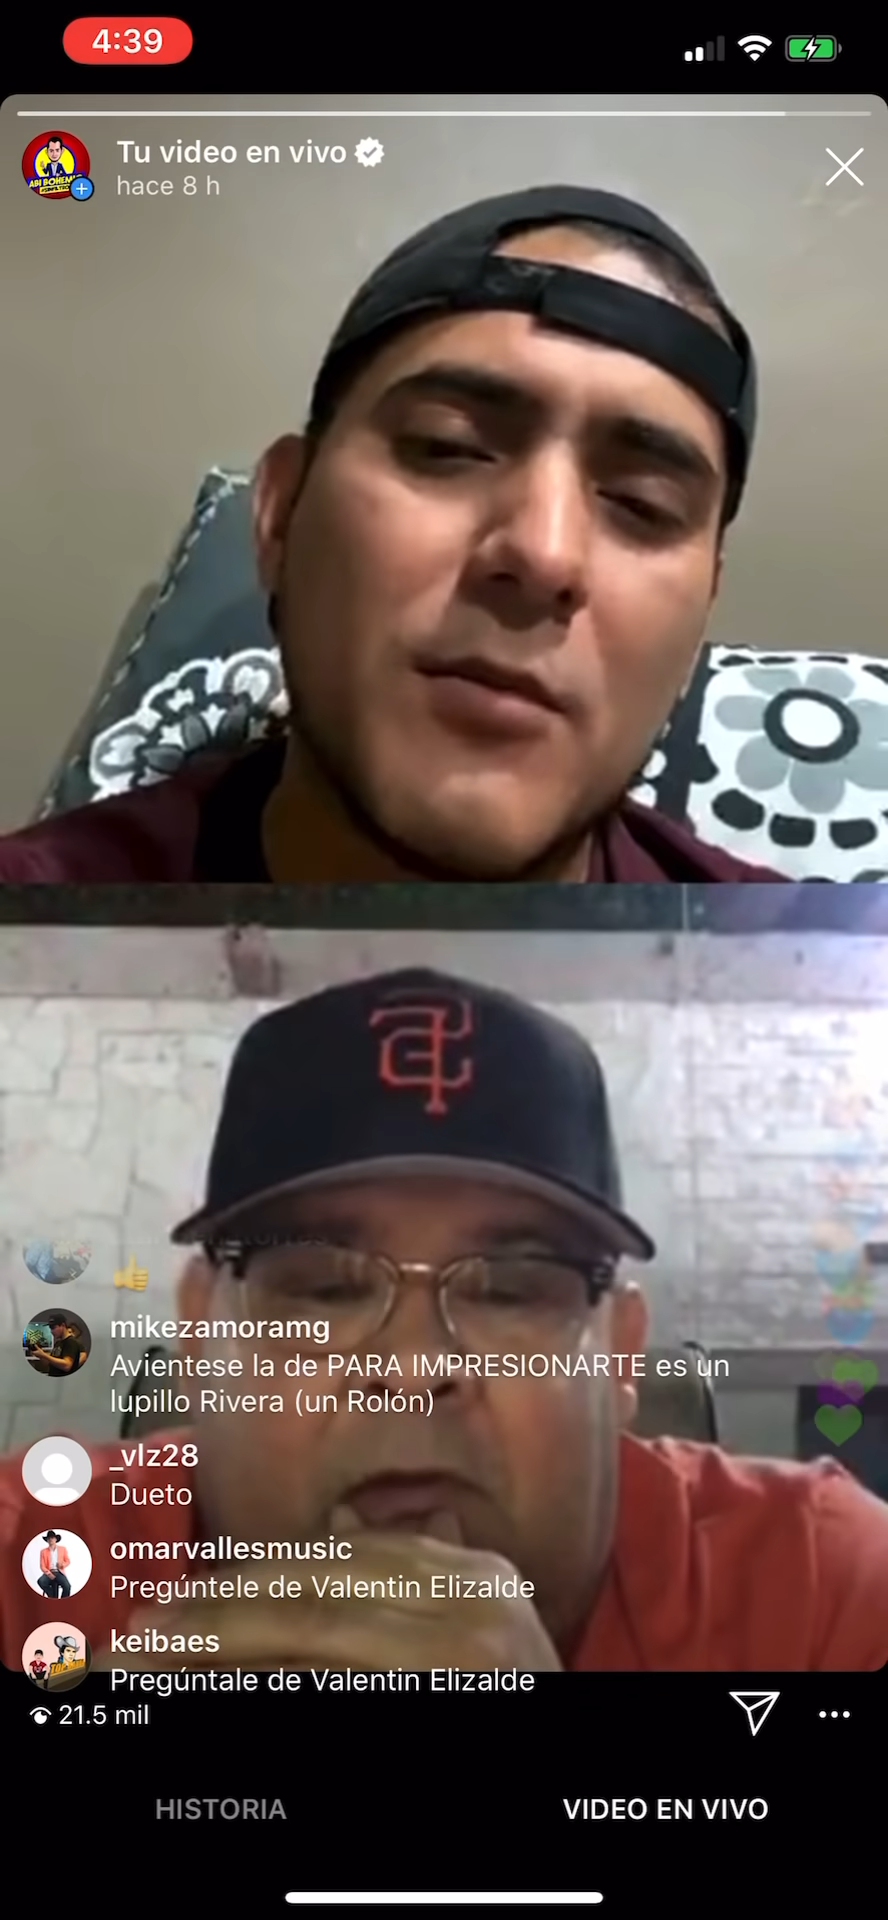 4:39
Tu video en vivo
hace 8 h
ABI BOHEMIO
mikezamoramg
Avientese la de PARA IMPRESIONARTE es un
lupillo Rivera (un Rolón)
_vlz28
Dueto
omarvallesmusic
Pregúntele de Valentin Elizalde
keibaes
Pregúntale de Valentin Elizalde
21.5 mil
HISTORIA
VIDEO EN VIVO